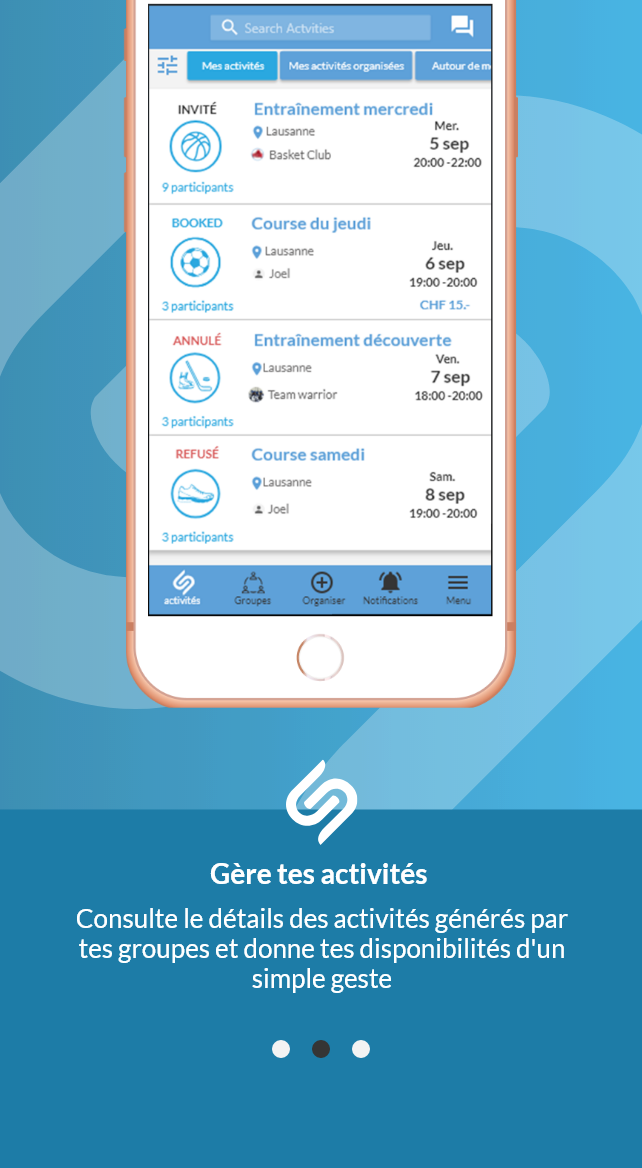 Search Actvities
Mes activités Mes activités organisées Autour de m
INVITÉ
Entraînement mercredi
Lausanne
Basket Club
Mer.
5 sep
20:00 -22:00
9 participants
BOOKED
Course du jeudi
Lausanne
Joel
Jeu.
6 sep
19:00 -20:00
CHF 15.-
3 participants
ANNULÉ
Entraînement découverte
Lausanne
Team warrior
Ven.
7 sep
18:00 -20:00
3 participants
REFUSÉ
Course samedi
Lausanne
Joel
Sam.
8 sep
19:00 -20:00
3 participants
activités Groupes Organiser Notifications Menu
Gère tes activités
Consulte le détails des activités générés par
tes groupes et donne tes disponibilités d'un
simple geste